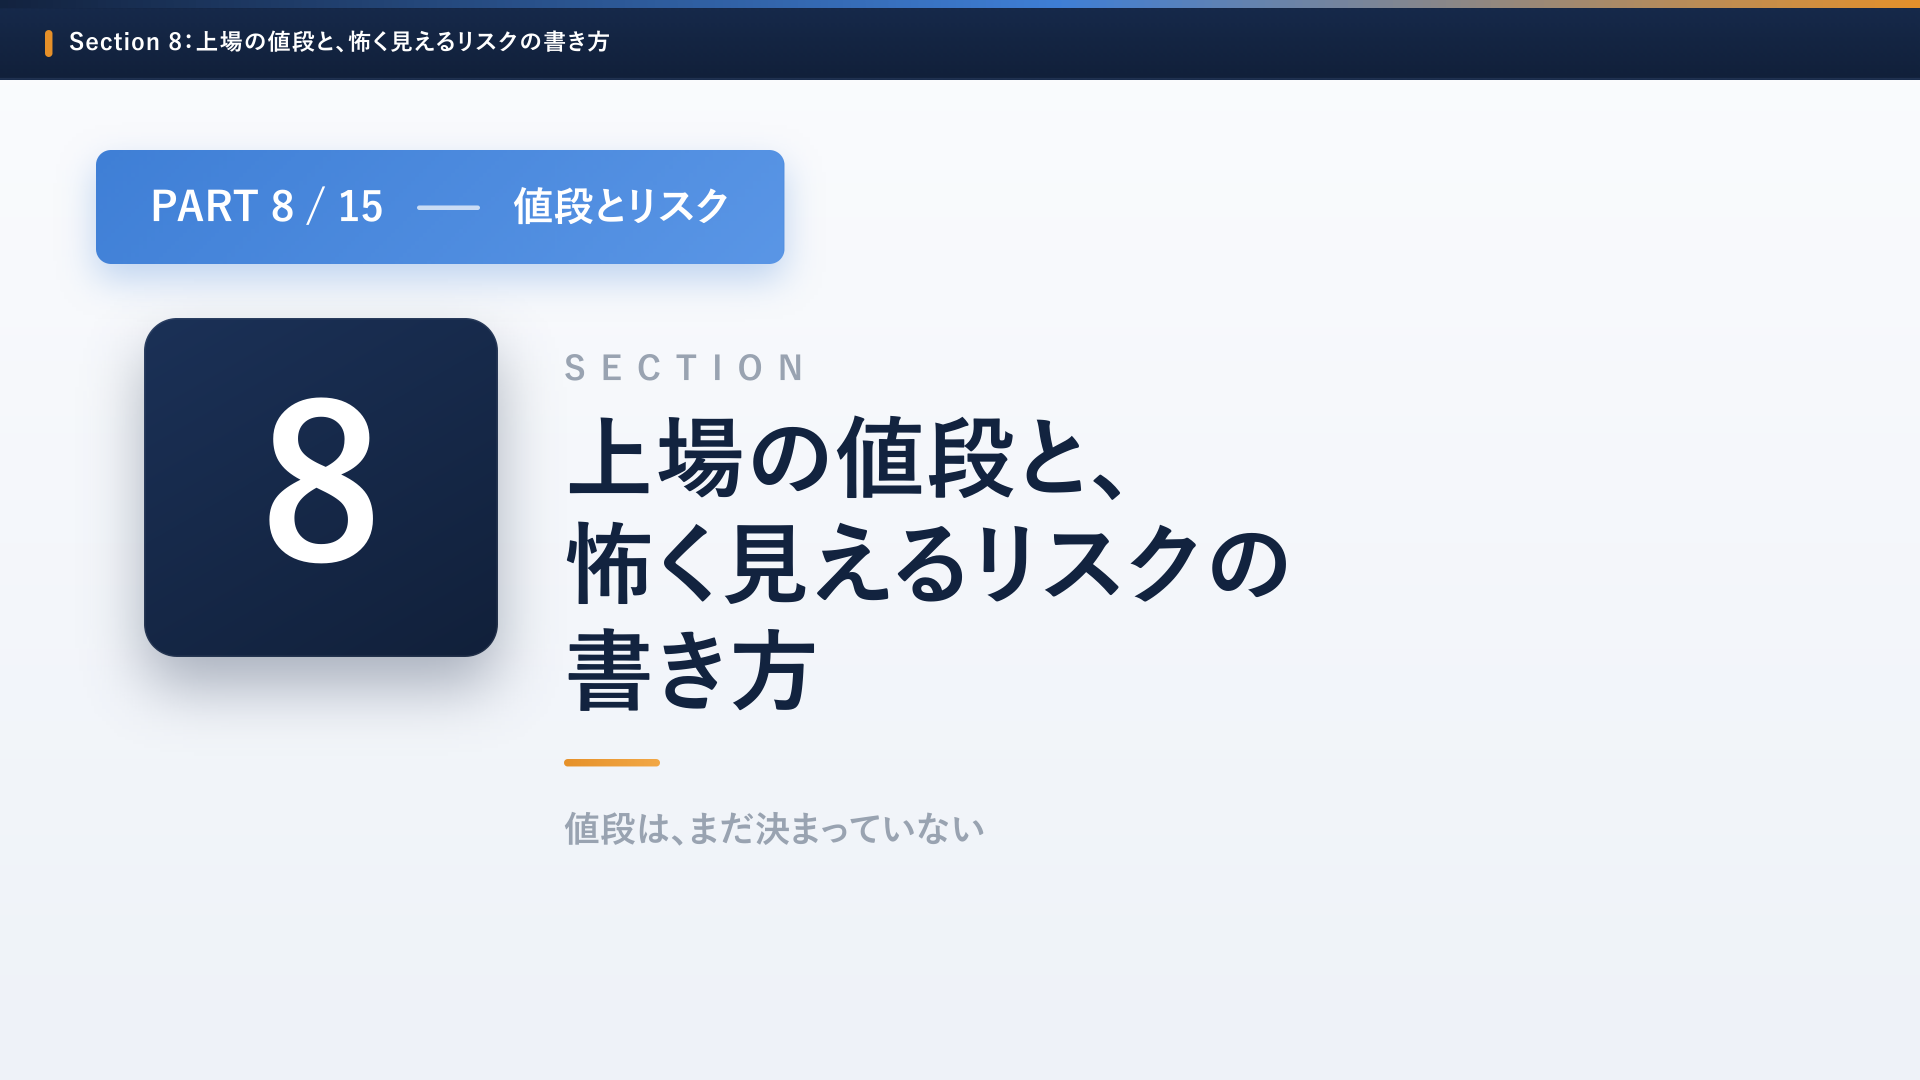 Section 8：上場の値段と、怖く見えるリスクの書き方
PART 8 / 15 — 値段とリスク
8
SECTION
上場の値段と、
怖く見えるリスクの
書き方
値段は、まだ決まっていない